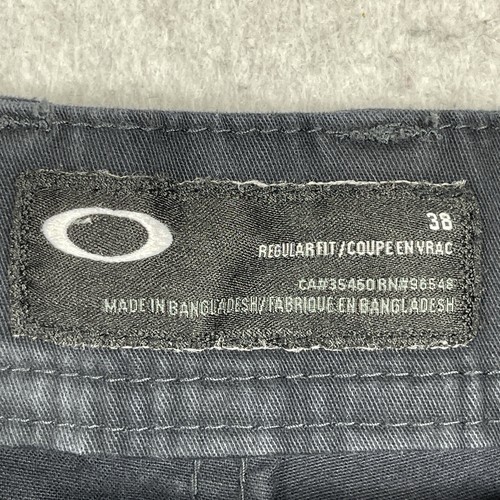 38
REGULAR FIT/COUPE EN VRAC
CA#35450 RN#96548
MADE IN BANGLADESH/FABRIQUE EN BANGLADESH